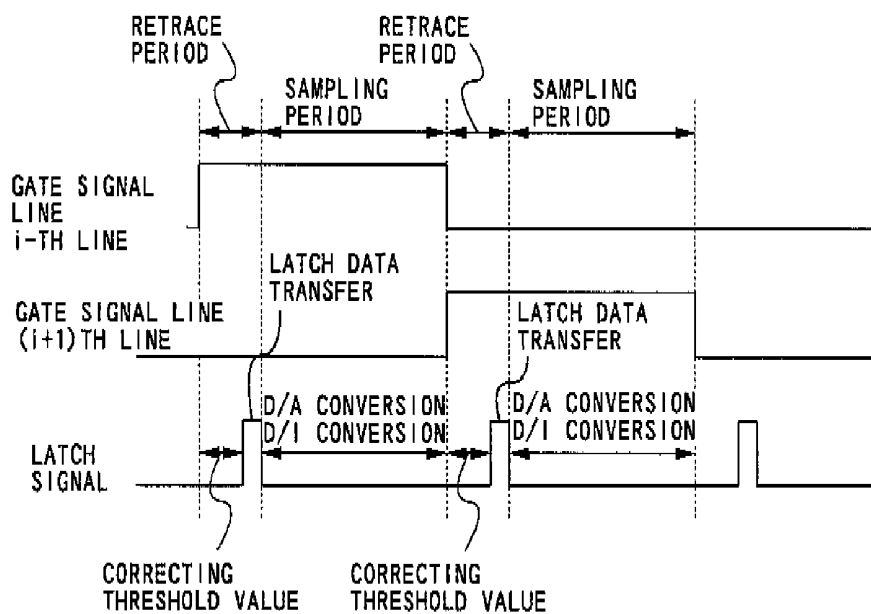 RETRACE
PERIOD
RETRACE
PERIOD
SAMPLING
PERIOD
SAMPLING
PERIOD
GATE SIGNAL
LINE
i-TH LINE
LATCH DATA
TRANSFER
GATE SIGNAL LINE
(i+1)TH LINE
LATCH DATA
TRANSFER
D/A CONVERSION
D/I CONVERSION
D/A CONVERSION
D/I CONVERSION
LATCH
SIGNAL
CORRECTING
THRESHOLD VALUE
CORRECTING
THRESHOLD VALUE